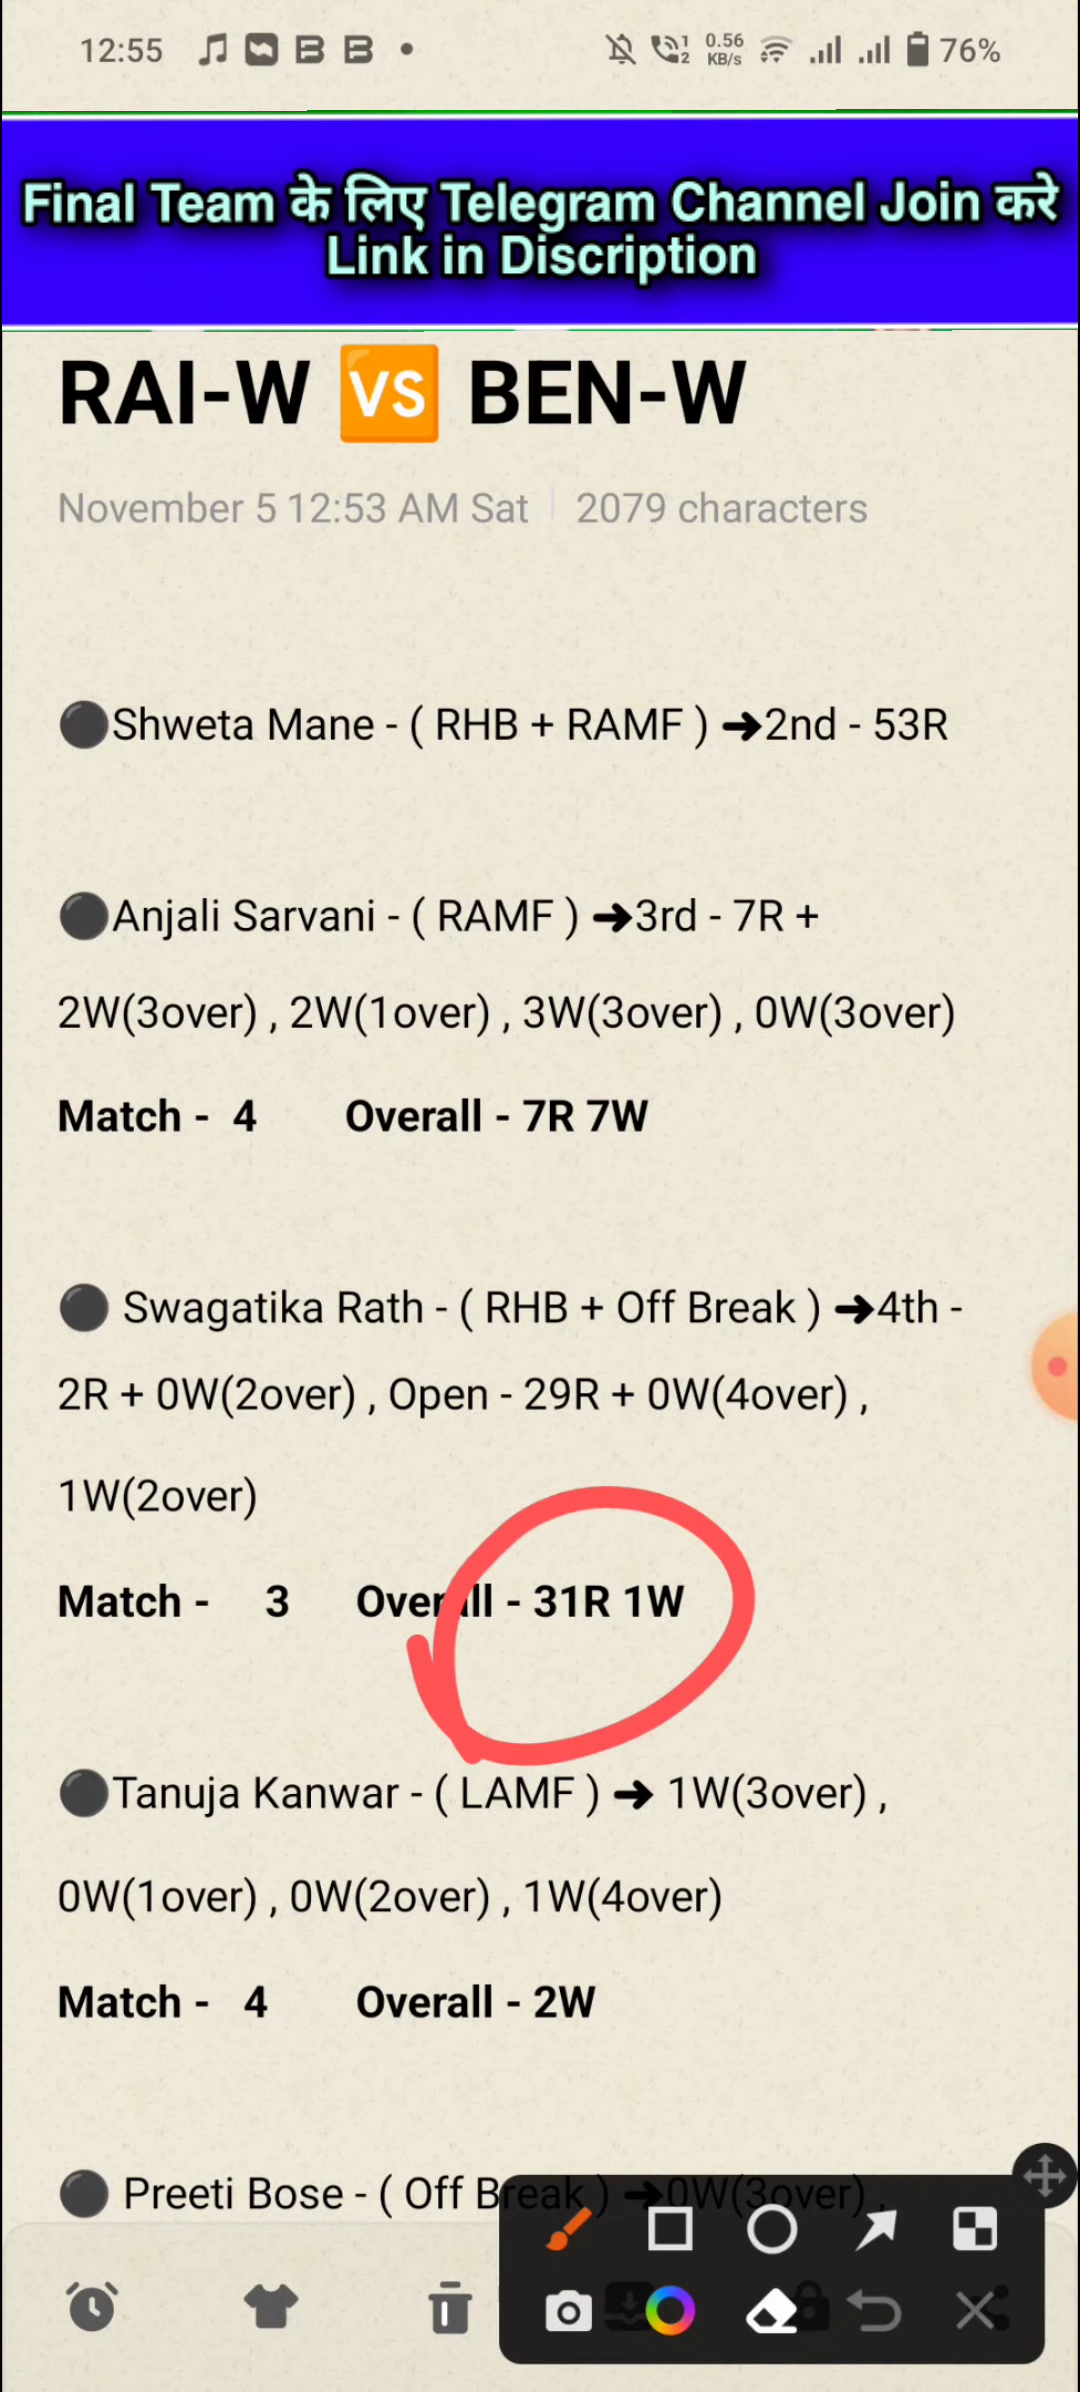 12:55
0.56 KB/s
76%
Final Team के लिए Telegram Channel Join करे
Link in Discription
RAI-W VS BEN-W
November 5 12:53 AM Sat | 2079 characters
Shweta Mane - ( RHB + RAMF ) ➜2nd - 53R
Anjali Sarvani - ( RAMF ) ➜3rd - 7R +
2W(3over) , 2W(1over) , 3W(3over) , 0W(3over)
Match - 4 Overall - 7R 7W
Swagatika Rath - ( RHB + Off Break ) ➜4th -
2R + 0W(2over) , Open - 29R + 0W(4over) ,
1W(2over)
Match - 3 Overall - 31R 1W
Tanuja Kanwar - ( LAMF ) ➜ 1W(3over) ,
0W(1over) , 0W(2over) , 1W(4over)
Match - 4 Overall - 2W
Preeti Bose - ( Off Break ) ➜0W(3over) ,